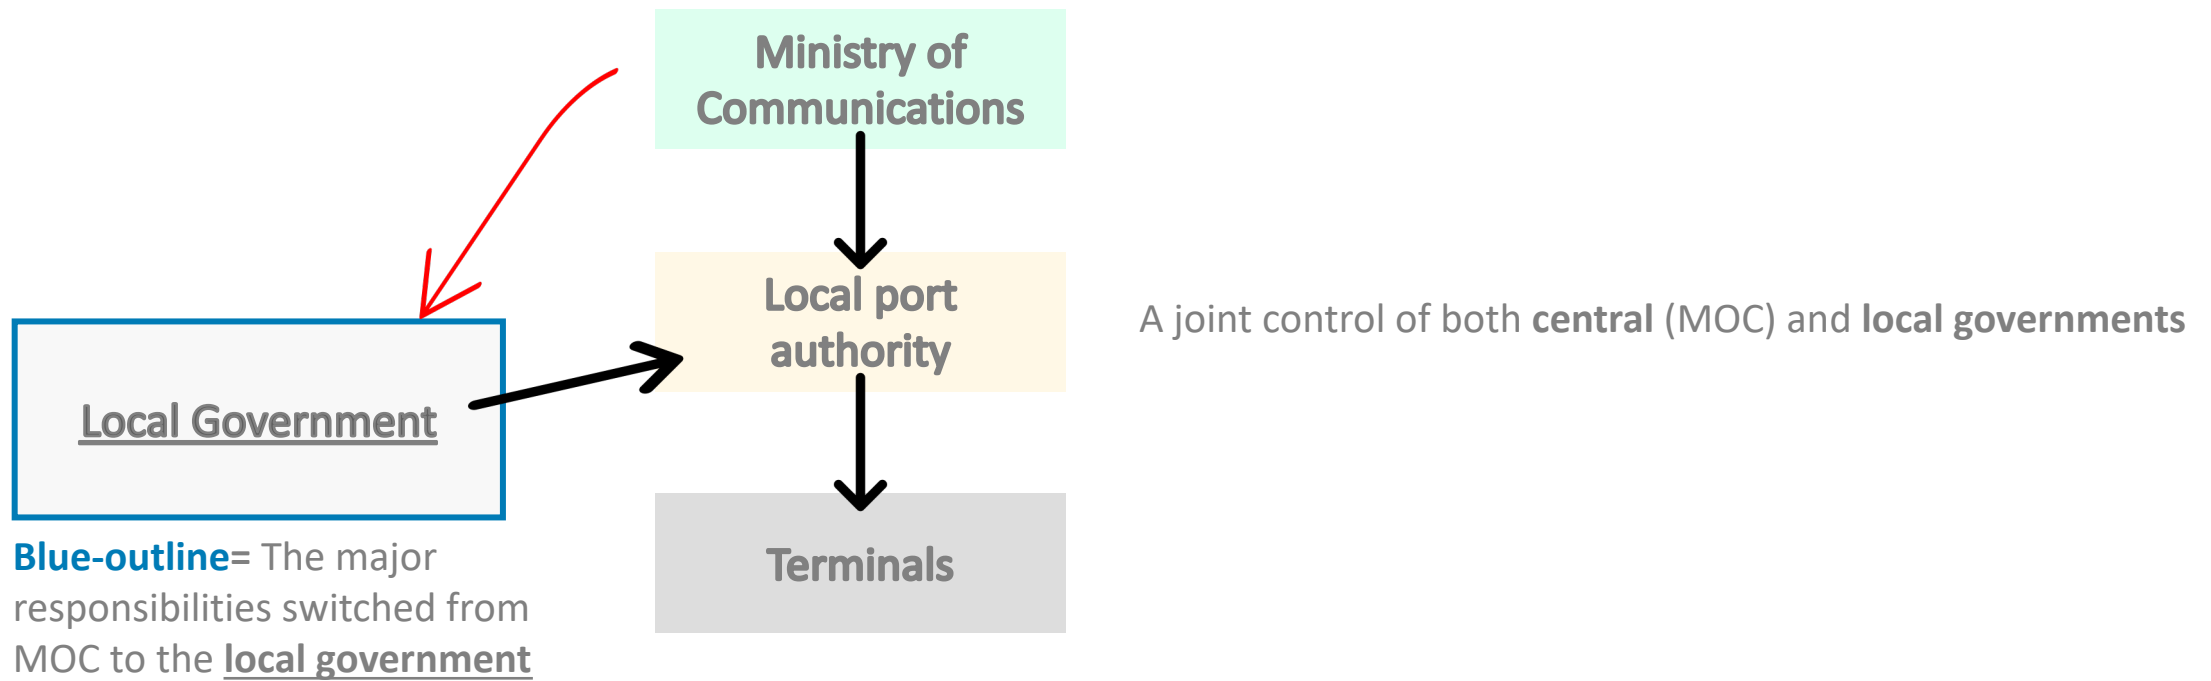 Ministry of
Communications
Local port
authority
A joint control of both central (MOC) and local governments
Local Government
Terminals
Blue-outline= The major
responsibilities switched from
MOC to the local government